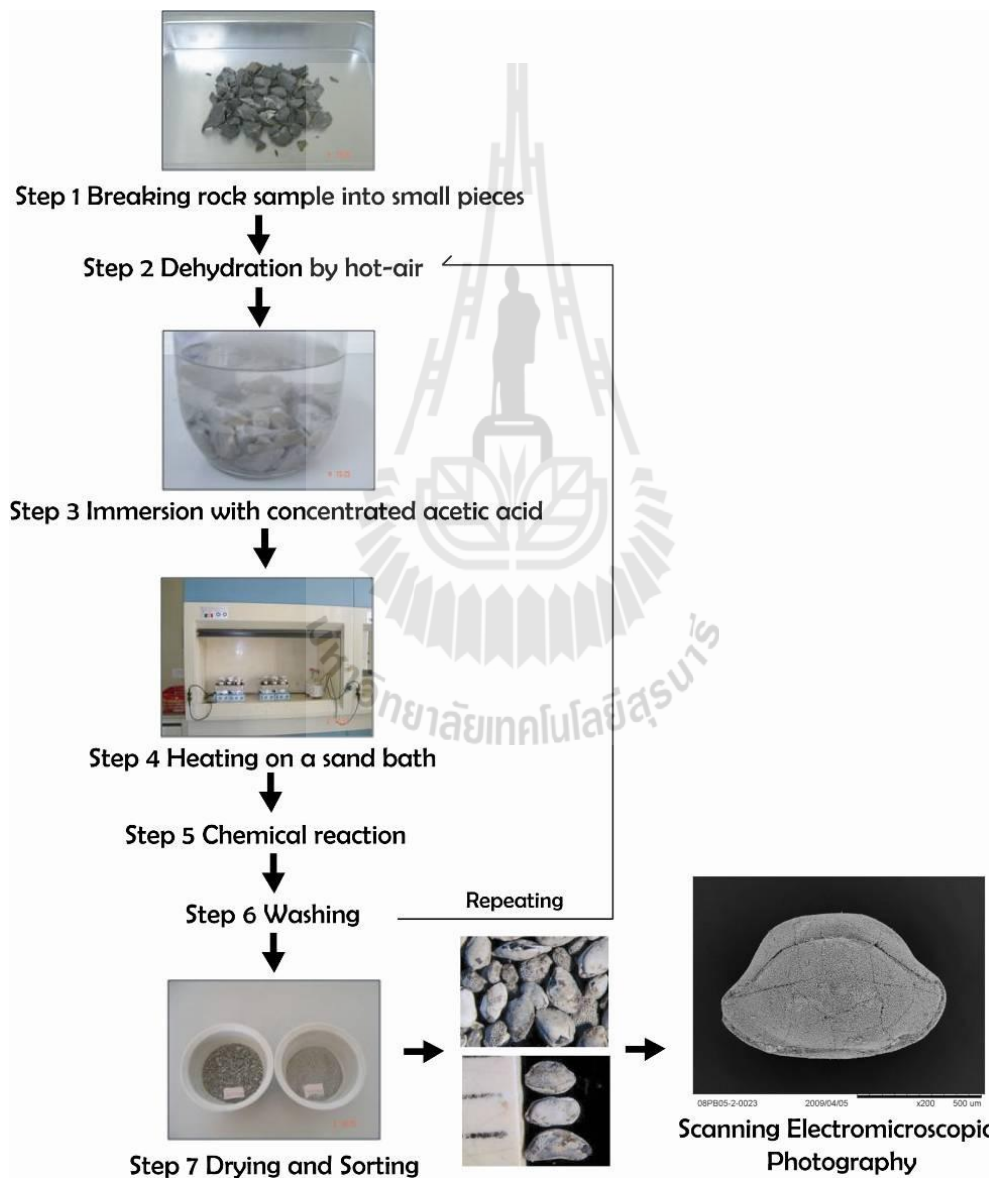 Step 1 Breaking rock sample into small pieces
Step 2 Dehydration by hot-air
Step 3 Immersion with concentrated acetic acid
Step 4 Heating on a sand bath
Step 5 Chemical reaction
Step 6 Washing
Repeating
Step 7 Drying and Sorting
08PB05-2-0023 2009/04/05 x200 500 um
Scanning Electromicroscopic
Photography
มหาวิทยาลัยเทคโนโลยีสุรนารี